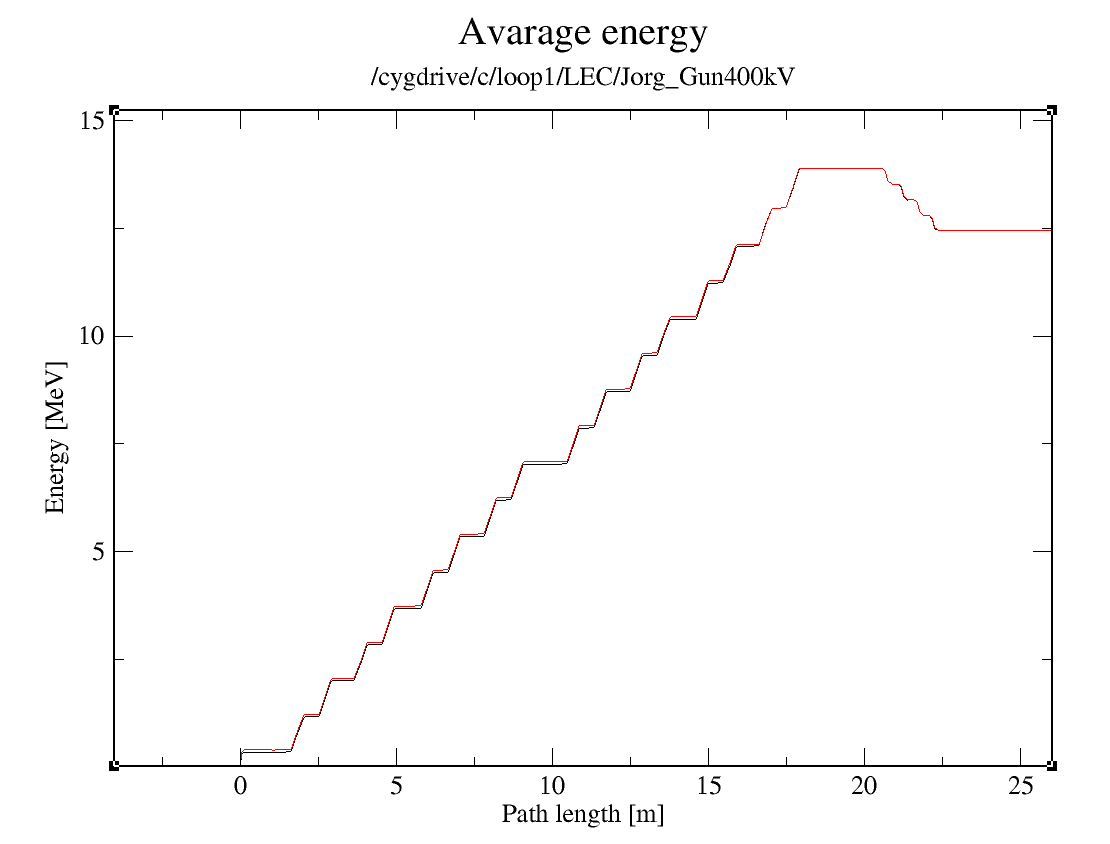 Avarage energy
/cygdrive/c/loop1/LEC/Jorg_Gun400kV
15
10
5
Energy [MeV]
0 5 10 15 20 25
Path length [m]